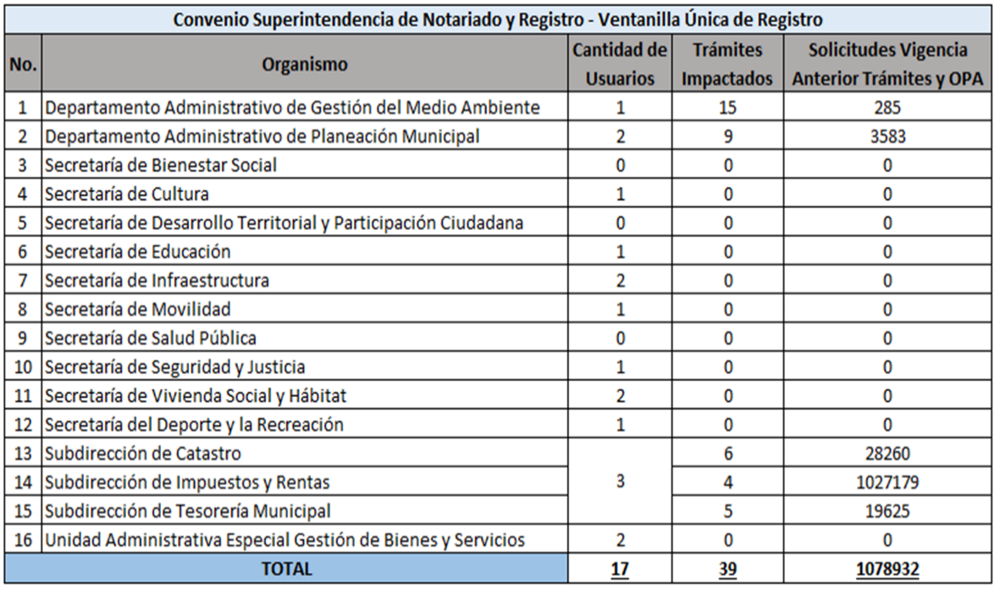 Convenio Superintendencia de Notariado y Registro - Ventanilla Única de Registro
No. Organismo Cantidad de Usuarios Trámites Impactados Solicitudes Vigencia Anterior Trámites y OPA
1 Departamento Administrativo de Gestión del Medio Ambiente 1 15 285
2 Departamento Administrativo de Planeación Municipal 2 9 3583
3 Secretaría de Bienestar Social 0 0 0
4 Secretaría de Cultura 1 0 0
5 Secretaría de Desarrollo Territorial y Participación Ciudadana 0 0 0
6 Secretaría de Educación 1 0 0
7 Secretaría de Infraestructura 2 0 0
8 Secretaría de Movilidad 1 0 0
9 Secretaría de Salud Pública 0 0 0
10 Secretaría de Seguridad y Justicia 1 0 0
11 Secretaría de Vivienda Social y Hábitat 2 0 0
12 Secretaría del Deporte y la Recreación 1 0 0
13 Subdirección de Catastro 6 28260
14 Subdirección de Impuestos y Rentas 3 4 1027179
15 Subdirección de Tesorería Municipal 5 19625
16 Unidad Administrativa Especial Gestión de Bienes y Servicios 2 0 0
TOTAL 17 39 1078932